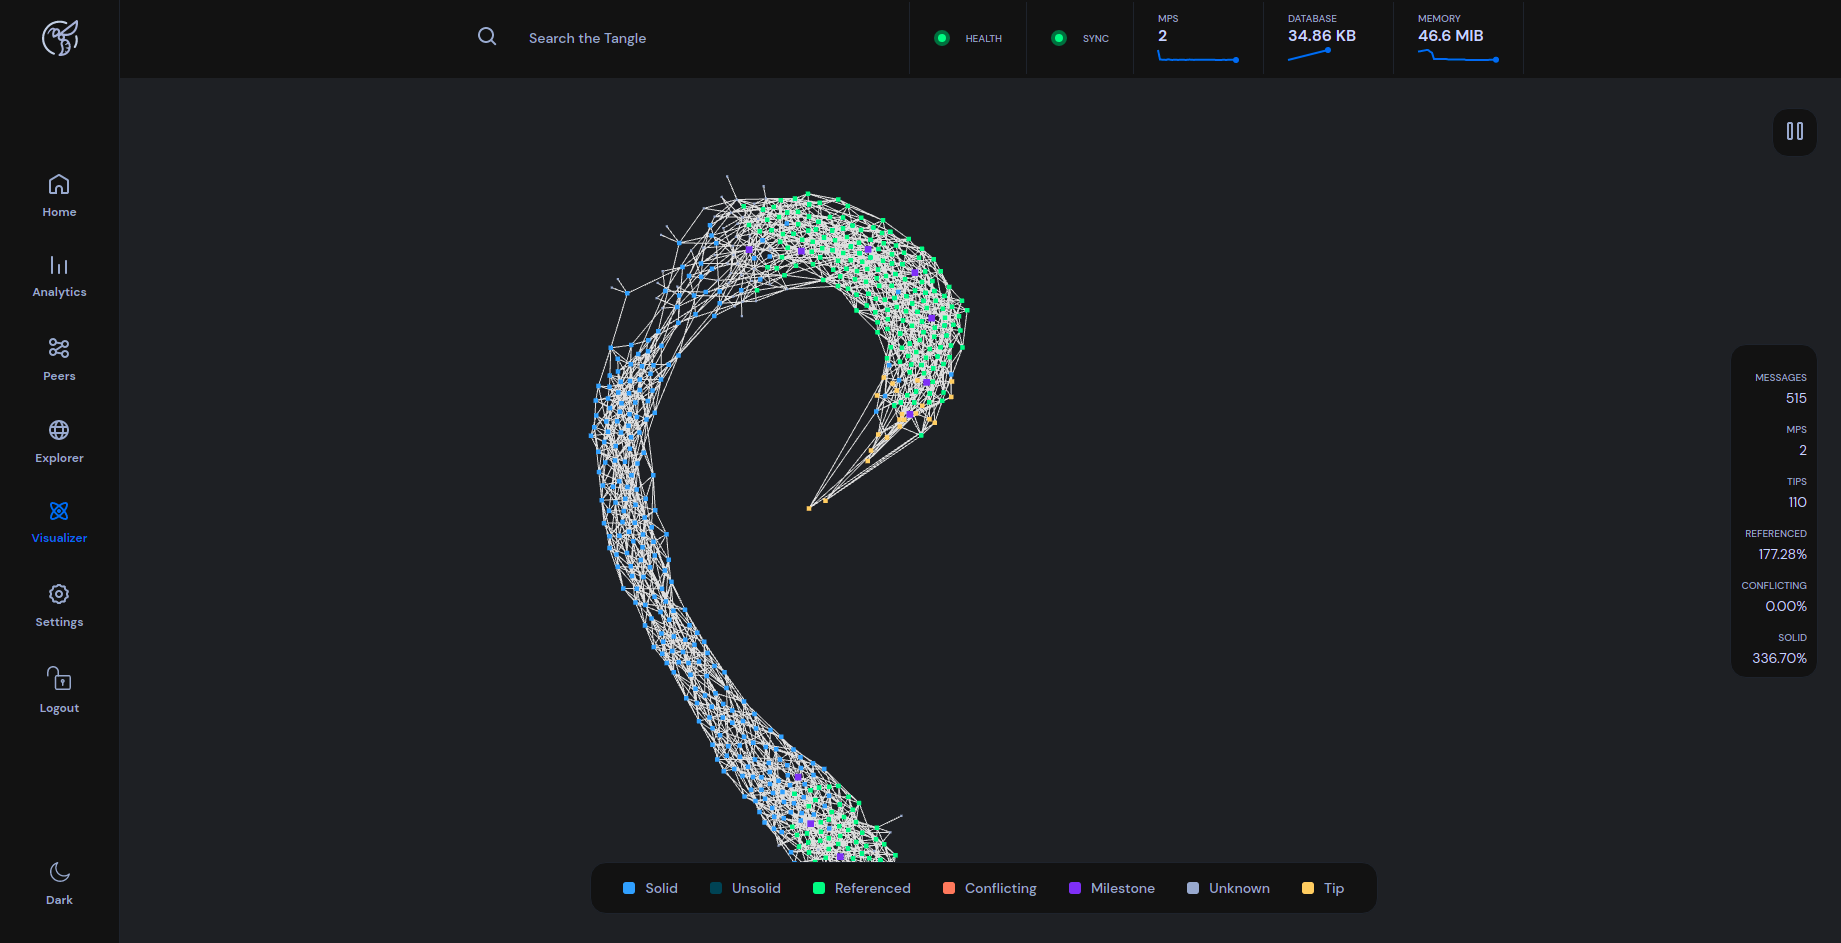 Search the Tangle
HEALTH
SYNC
MPS
2
DATABASE
34.86 KB
MEMORY
46.6 MIB
Home
Analytics
Peers
Explorer
Visualizer
Settings
Logout
Dark
MESSAGES
515
MPS
2
TIPS
110
REFERENCED
177.28%
CONFLICTING
0.00%
SOLID
336.70%
Solid
Unsolid
Referenced
Conflicting
Milestone
Unknown
Tip